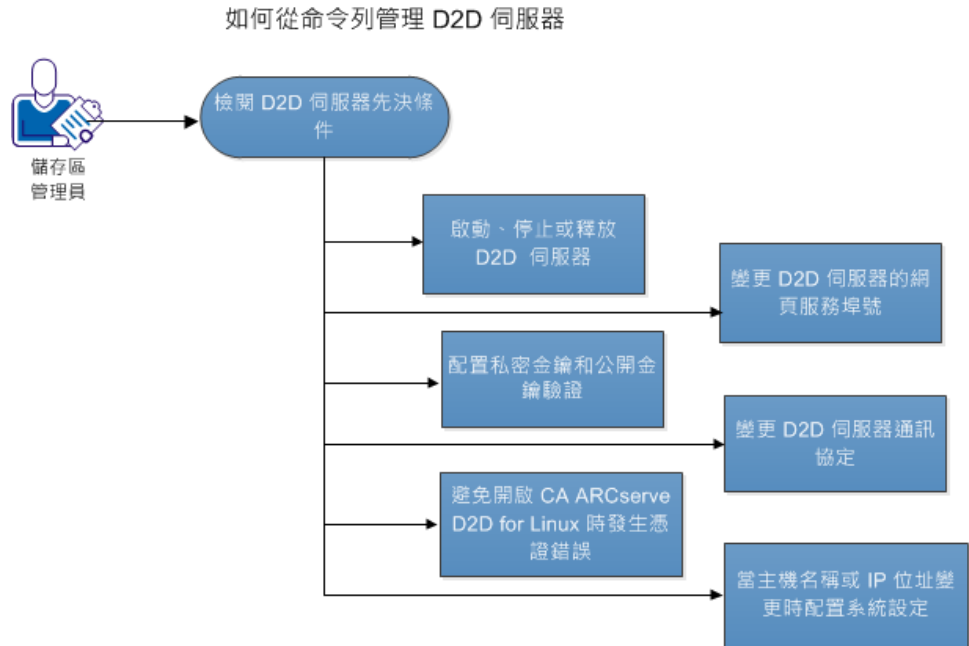 如何從命令列管理 D2D 伺服器
儲存區
管理員
檢閱 D2D 伺服器先決條
件
啟動、停止或釋放
D2D 伺服器
變更 D2D 伺服器的網
頁服務埠號
配置私密金鑰和公開金
鑰驗證
變更 D2D 伺服器通訊
協定
避免開啟 CA ARCserve
D2D for Linux 時發生憑
證錯誤
當主機名稱或 IP 位址變
更時配置系統設定